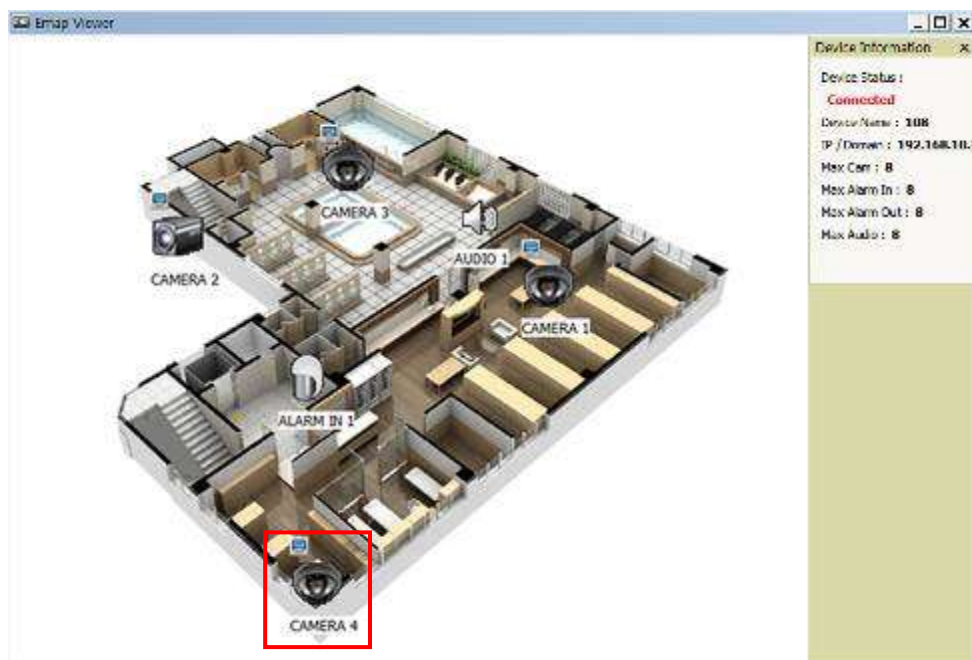 Emap Viewer
Device Information
Device Status :
Connected
Device Name : 108
IP / Domain : 192.168.10.
Max Cam : 8
Max Alarm In : 8
Max Alarm Out : 8
Max Audio : 8
CAMERA 3
CAMERA 2
AUDIO 1
CAMERA 1
ALARM IN 1
CAMERA 4